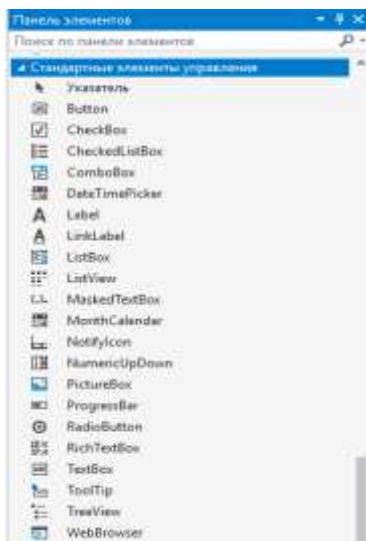 Панель элементов
Поиск по панели элементов
Стандартные элементы управления
Указатель
Button
CheckBox
CheckedListBox
ComboBox
DateTimePicker
Label
LinkLabel
ListBox
ListView
MaskedTextBox
MonthCalendar
NotifyIcon
NumericUpDown
PictureBox
ProgressBar
RadioButton
RichTextBox
TextBox
ToolTip
TreeView
WebBrowser